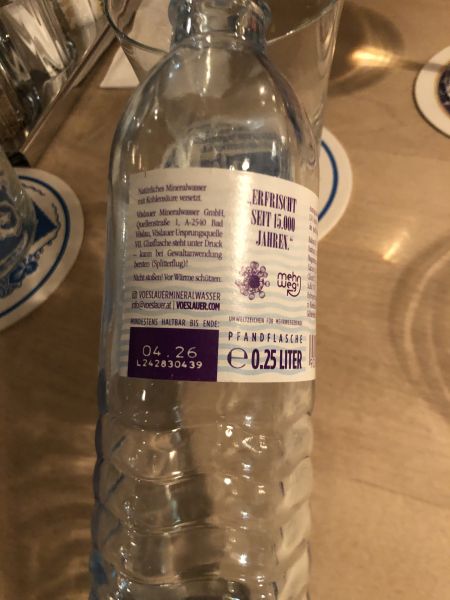 Natürliches Mineralwasser
mit Kohlensäure versetzt.
Vöslauer Mineralwasser GmbH,
Quellenstraße 1, A-2540 Bad
Vöslau, Vöslauer Ursprungsquelle
VII. Glasflasche steht unter Druck
– kann bei Gewaltanwendung
bersten (Splitterflug)!
Nicht stoßen! Vor Wärme schützen.
VOESLAUERMINERALWASSER
info@voeslauer.at | VOESLAUER.COM
MINDESTENS HALTBAR BIS ENDE:
04.26
L242830439
„ERFRISCHT
SEIT 15.000
JAHREN.“
mehr
weg
UMWELTZEICHEN FÜR MEHRWEGGEBINDE
PFANDFLASCHE
℮ 0.25 LITER